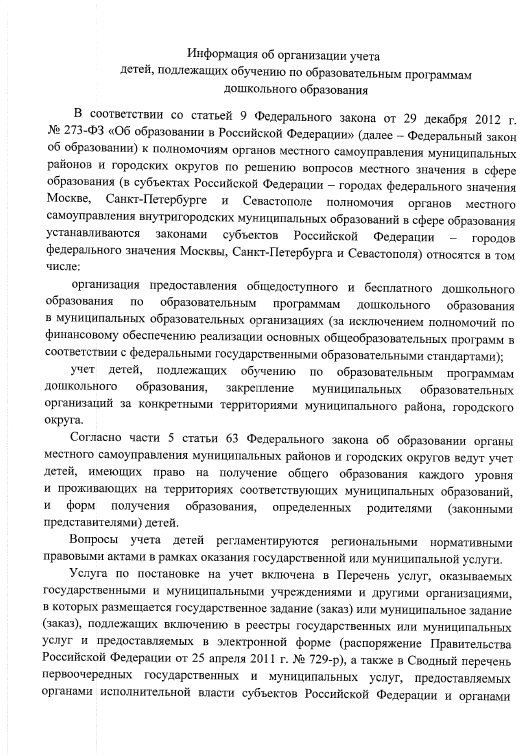 Информация об организации учета
детей, подлежащих обучению по образовательным программам
дошкольного образования
В соответствии со статьей 9 Федерального закона от 29 декабря 2012 г.
№ 273-ФЗ «Об образовании в Российской Федерации» (далее – Федеральный закон
об образовании) к полномочиям органов местного самоуправления муниципальных
районов и городских округов по решению вопросов местного значения в сфере
образования (в субъектах Российской Федерации – городах федерального значения
Москве, Санкт-Петербурге и Севастополе полномочия органов местного
самоуправления внутригородских муниципальных образований в сфере образования
устанавливаются законами субъектов Российской Федерации – городов
федерального значения Москвы, Санкт-Петербурга и Севастополя) относятся в том
числе:
организация предоставления общедоступного и бесплатного дошкольного
образования по образовательным программам дошкольного образования
в муниципальных образовательных организациях (за исключением полномочий по
финансовому обеспечению реализации основных общеобразовательных программ в
соответствии с федеральными государственными образовательными стандартами);
учет детей, подлежащих обучению по образовательным программам
дошкольного образования, закрепление муниципальных образовательных
организаций за конкретными территориями муниципального района, городского
округа.
Согласно части 5 статьи 63 Федерального закона об образовании органы
местного самоуправления муниципальных районов и городских округов ведут учет
детей, имеющих право на получение общего образования каждого уровня
и проживающих на территориях соответствующих муниципальных образований,
и форм получения образования, определенных родителями (законными
представителями) детей.
Вопросы учета детей регламентируются региональными нормативными
правовыми актами в рамках оказания государственной или муниципальной услуги.
Услуга по постановке на учет включена в Перечень услуг, оказываемых
государственными и муниципальными учреждениями и другими организациями,
в которых размещается государственное задание (заказ) или муниципальное задание
(заказ), подлежащих включению в реестры государственных или муниципальных
услуг и предоставляемых в электронной форме (распоряжение Правительства
Российской Федерации от 25 апреля 2011 г. № 729-р), а также в Сводный перечень
первоочередных государственных и муниципальных услуг, предоставляемых
органами исполнительной власти субъектов Российской Федерации и органами